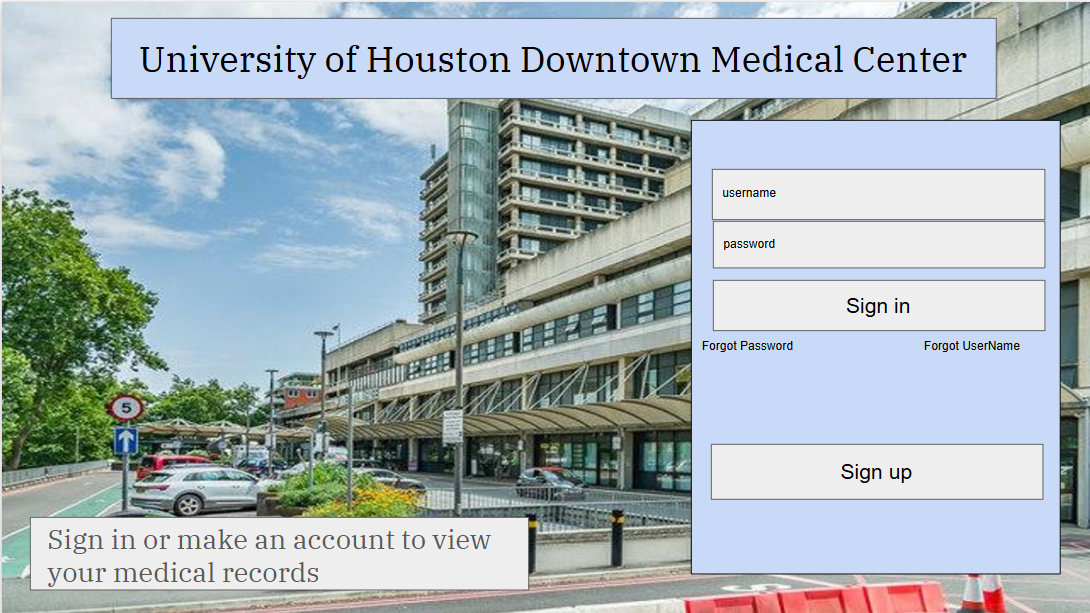 University of Houston Downtown Medical Center
username
password
Sign in
Forgot Password
Forgot UserName
Sign up
5
Sign in or make an account to view
your medical records